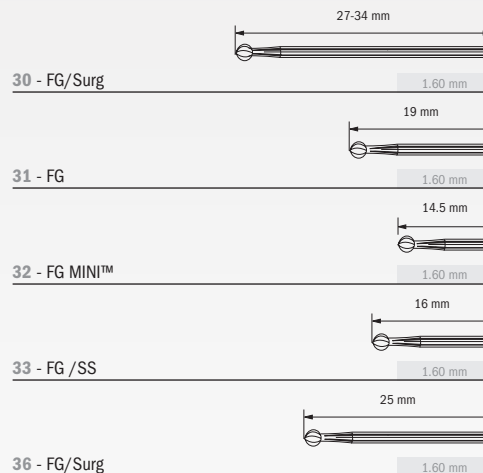 27-34 mm
30 - FG/Surg
1.60 mm
19 mm
31 - FG
1.60 mm
14.5 mm
32 - FG MINI™
1.60 mm
16 mm
33 - FG /SS
1.60 mm
25 mm
36 - FG/Surg
1.60 mm